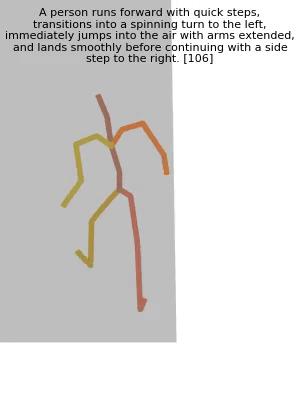 A person runs forward with quick steps,
transitions into a spinning turn to the left,
immediately jumps into the air with arms extended,
and lands smoothly before continuing with a side
step to the right. [106]